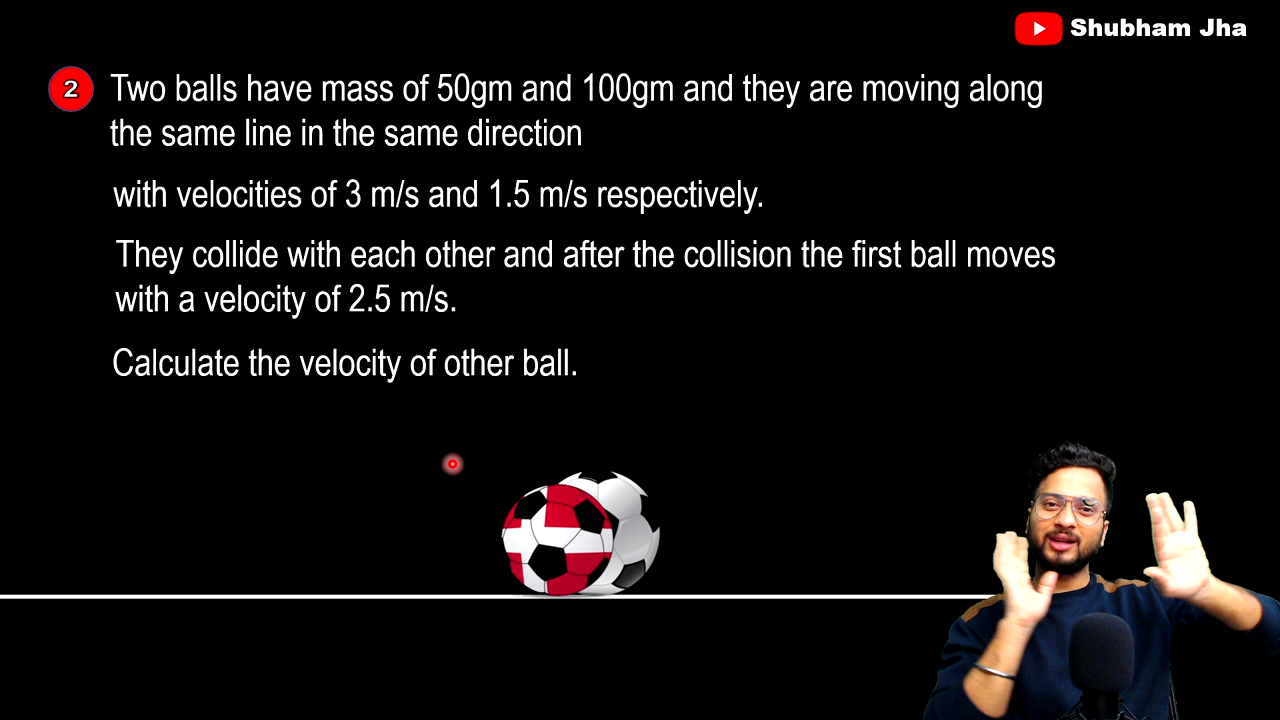 Shubham Jha
2 Two balls have mass of 50gm and 100gm and they are moving along
the same line in the same direction
with velocities of 3 m/s and 1.5 m/s respectively.
They collide with each other and after the collision the first ball moves
with a velocity of 2.5 m/s.
Calculate the velocity of other ball.